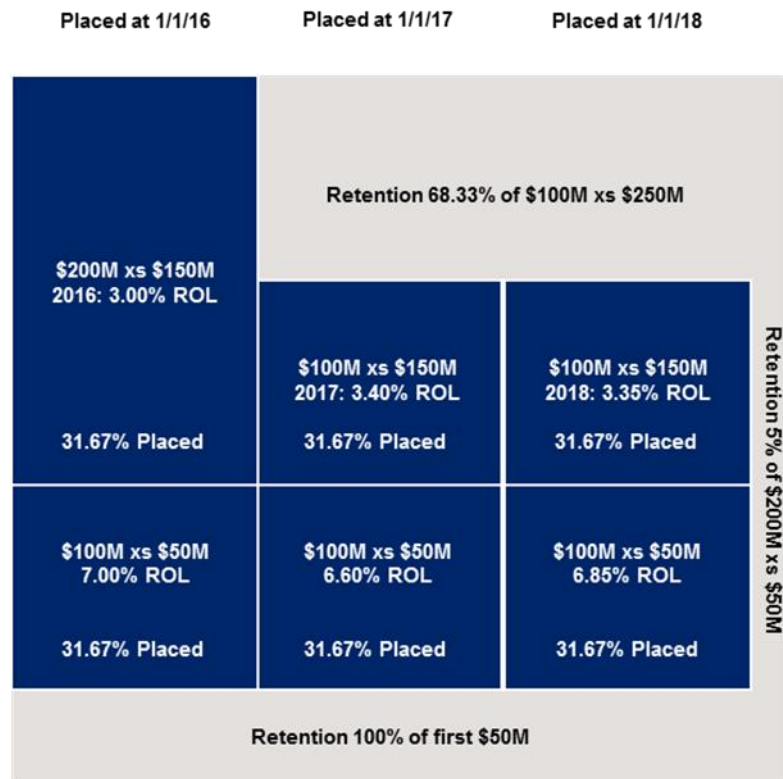 Placed at 1/1/16
Placed at 1/1/17
Placed at 1/1/18
Retention 68.33% of $100M xs $250M
$200M xs $150M
2016: 3.00% ROL
31.67% Placed
$100M xs $150M
2017: 3.40% ROL
31.67% Placed
$100M xs $150M
2018: 3.35% ROL
31.67% Placed
$100M xs $50M
7.00% ROL
31.67% Placed
$100M xs $50M
6.60% ROL
31.67% Placed
$100M xs $50M
6.85% ROL
31.67% Placed
Retention 5% of $200M xs $50M
Retention 100% of first $50M